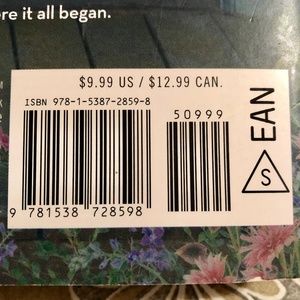 re it all began.
$9.99 US / $12.99 CAN.
ISBN 978-1-5387-2859-8
50999
EAN
S
9 781538 728598